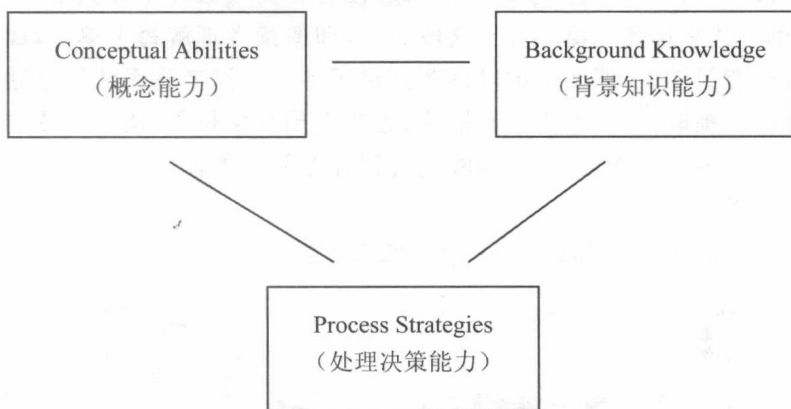 Conceptual Abilities
（概念能力）
Background Knowledge
（背景知识能力）
Process Strategies
（处理决策能力）